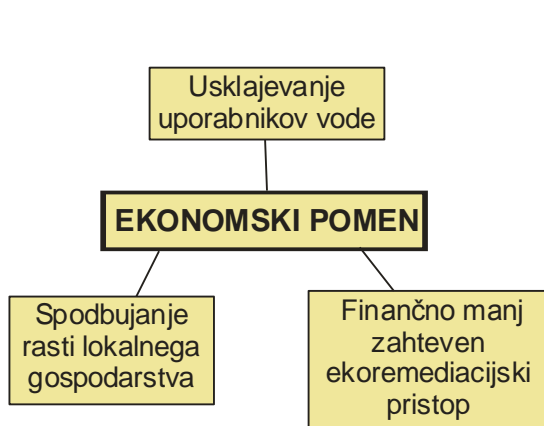 Usklajevanje
uporabnikov vode
EKONOMSKI POMEN
Spodbujanje
rasti lokalnega
gospodarstva
Finančno manj
zahteven
ekoremediacijski
pristop